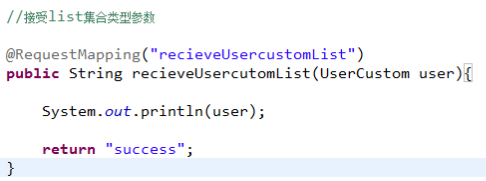 //接受list集合类型参数
@RequestMapping("recieveUsercustomList")
public String recieveUsercutomList(UserCustom user){
System.out.println(user);
return "success";
}